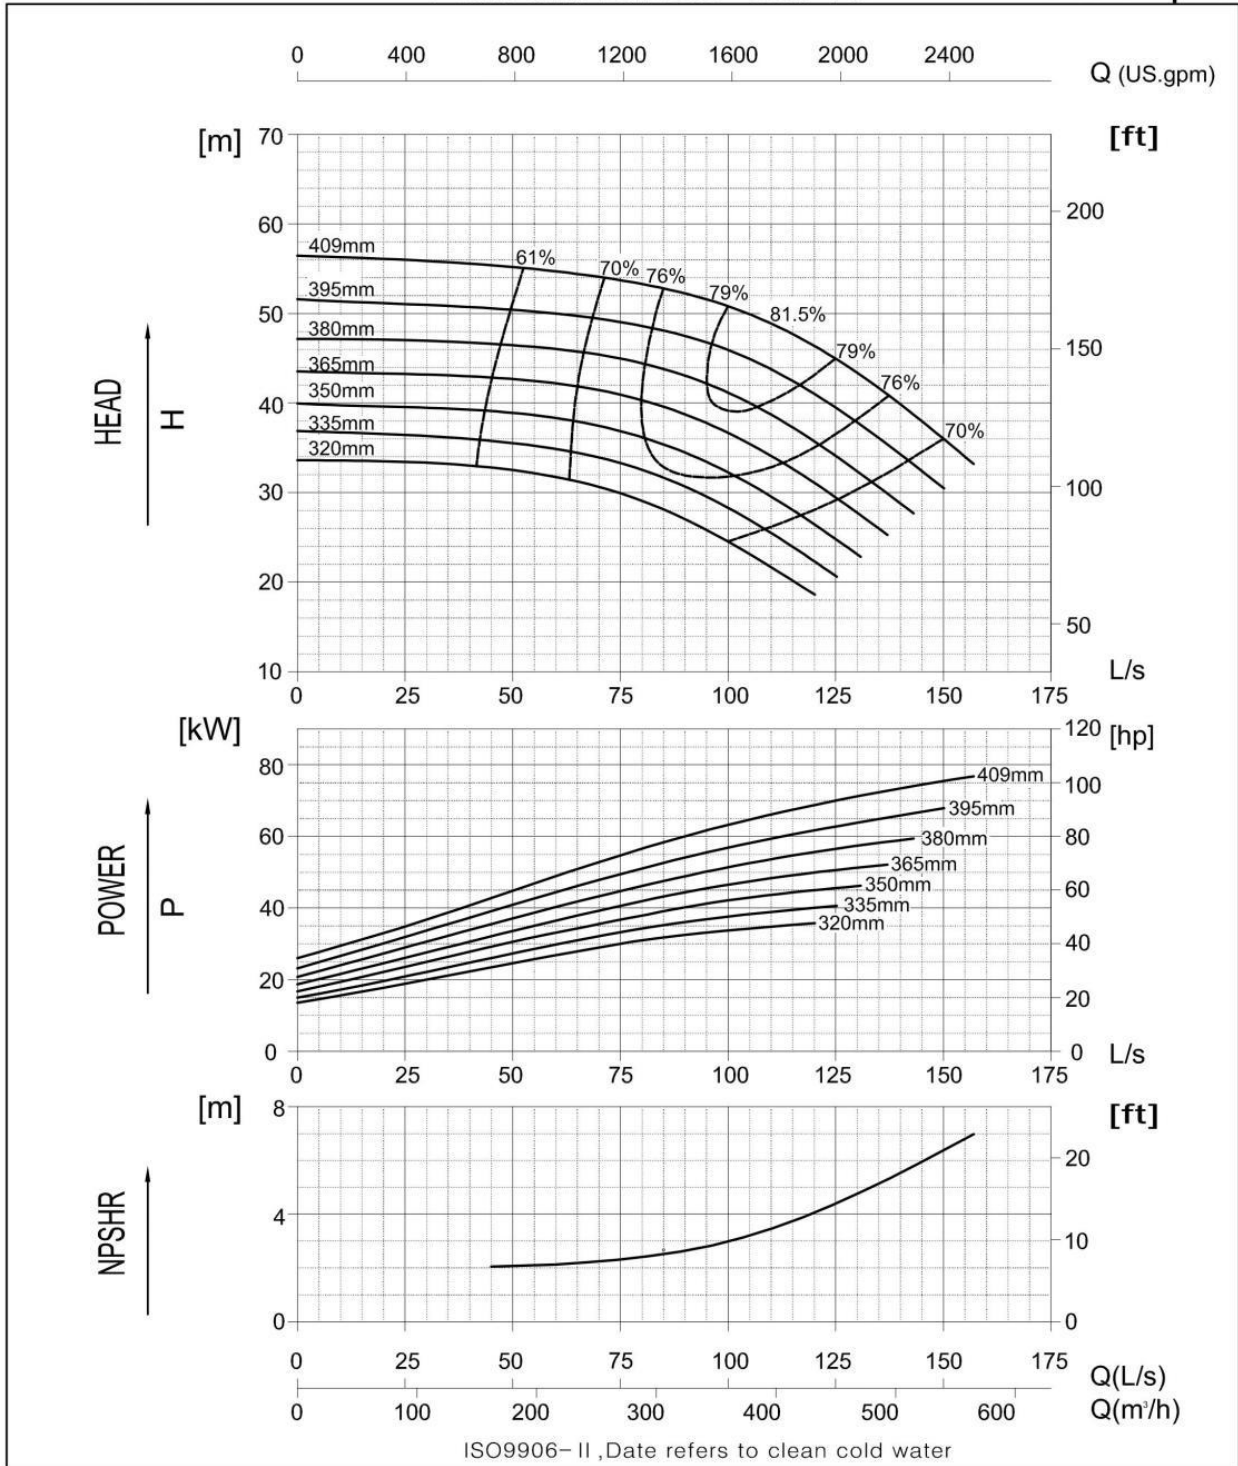 0 400 800 1200 1600 2000 2400
Q (US.gpm)
[m] 70 [ft]
60 200
409mm 61% 70% 76% 79% 81.5% 79% 76% 70%
395mm
50 150
380mm
365mm
350mm
40
335mm
320mm
HEAD H
30 100
20
50
10 L/s
0 25 50 75 100 125 150 175
[kW] 120 [hp]
80 100
409mm
395mm
60 80
380mm
365mm
350mm
60
335mm
320mm
POWER P
40 40
20 20
0 0 L/s
0 25 50 75 100 125 150 175
[m] 8 [ft]
20
4
10
NPSHR
0 0
0 25 50 75 100 125 150 175
Q(L/s)
0 100 200 300 400 500 600
Q(m³/h)
ISO9906-II ,Date refers to clean cold water